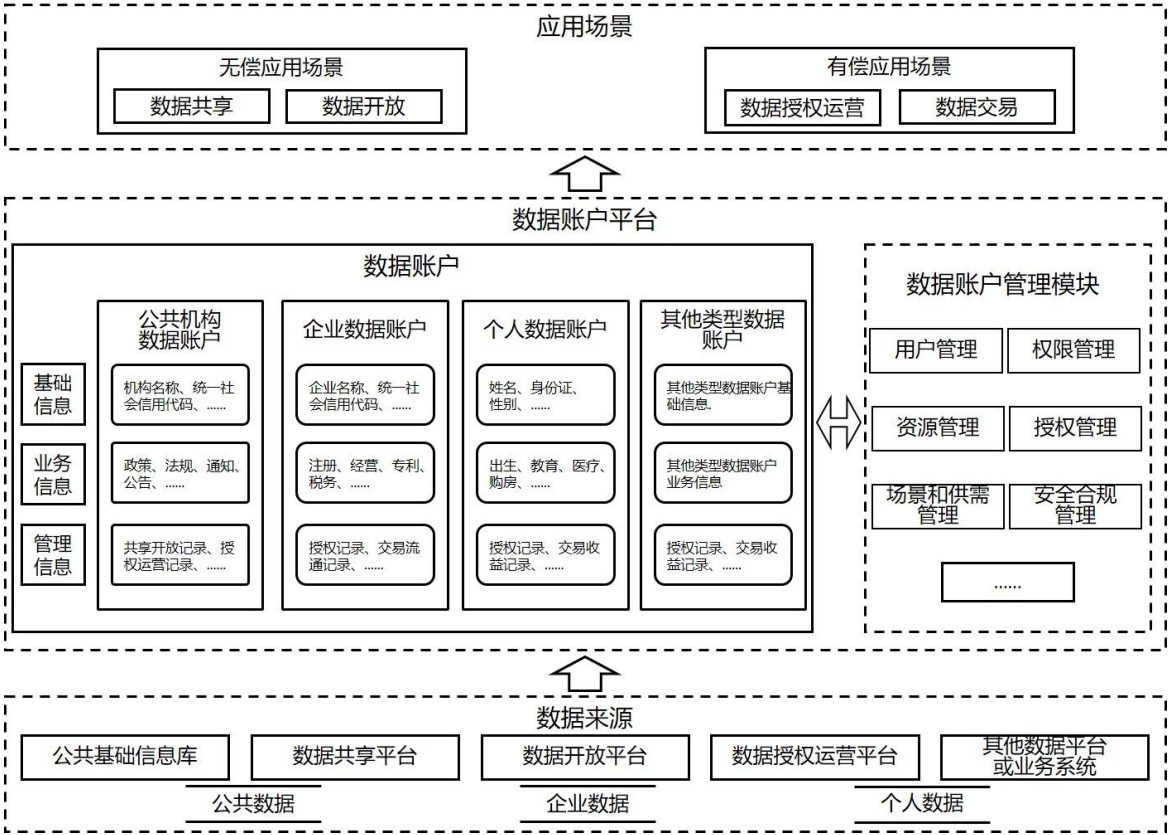 应用场景
无偿应用场景
数据共享
数据开放
有偿应用场景
数据授权运营
数据交易
数据账户平台
数据账户
公共机构
数据账户
企业数据账户
个人数据账户
其他类型数据
账户
基础
信息
机构名称、统一社
会信用代码、......
企业名称、统一社
会信用代码、......
姓名、身份证、
性别、......
其他类型数据账户基
础信息.
业务
信息
政策、法规、通知、
公告、......
注册、经营、专利、
税务、......
出生、教育、医疗、
购房、......
其他类型数据账户
业务信息
管理
信息
共享开放记录、授
权运营记录、......
授权记录、交易流
通记录、......
授权记录、交易收
益记录、......
授权记录、交易收
益记录、......
数据账户管理模块
用户管理
权限管理
资源管理
授权管理
场景和供需
管理
安全合规
管理
......
数据来源
公共基础信息库
数据共享平台
数据开放平台
数据授权运营平台
其他数据平台
或业务系统
公共数据
企业数据
个人数据